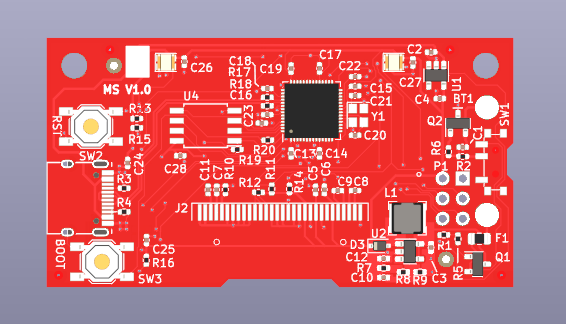 C17
C18
C19
R17
R18
C16
C23
C26
MS V1.0
U4
R13
R15
RST
SW2
C24
C28
R20
R19
C13
C14
C22
C15
C21
Y1
C20
C2
C27
U1
C4
BT1
SW1
Q2
C1
R6
R2
P1
R3
R4
C11
C7
R10
R12
R11
R14
C5
C6
C9
C8
J2
L1
BOOT
C25
R16
SW3
U2
D3
C12
R7
C10
R8
R9
C3
R1
R5
F1
Q1